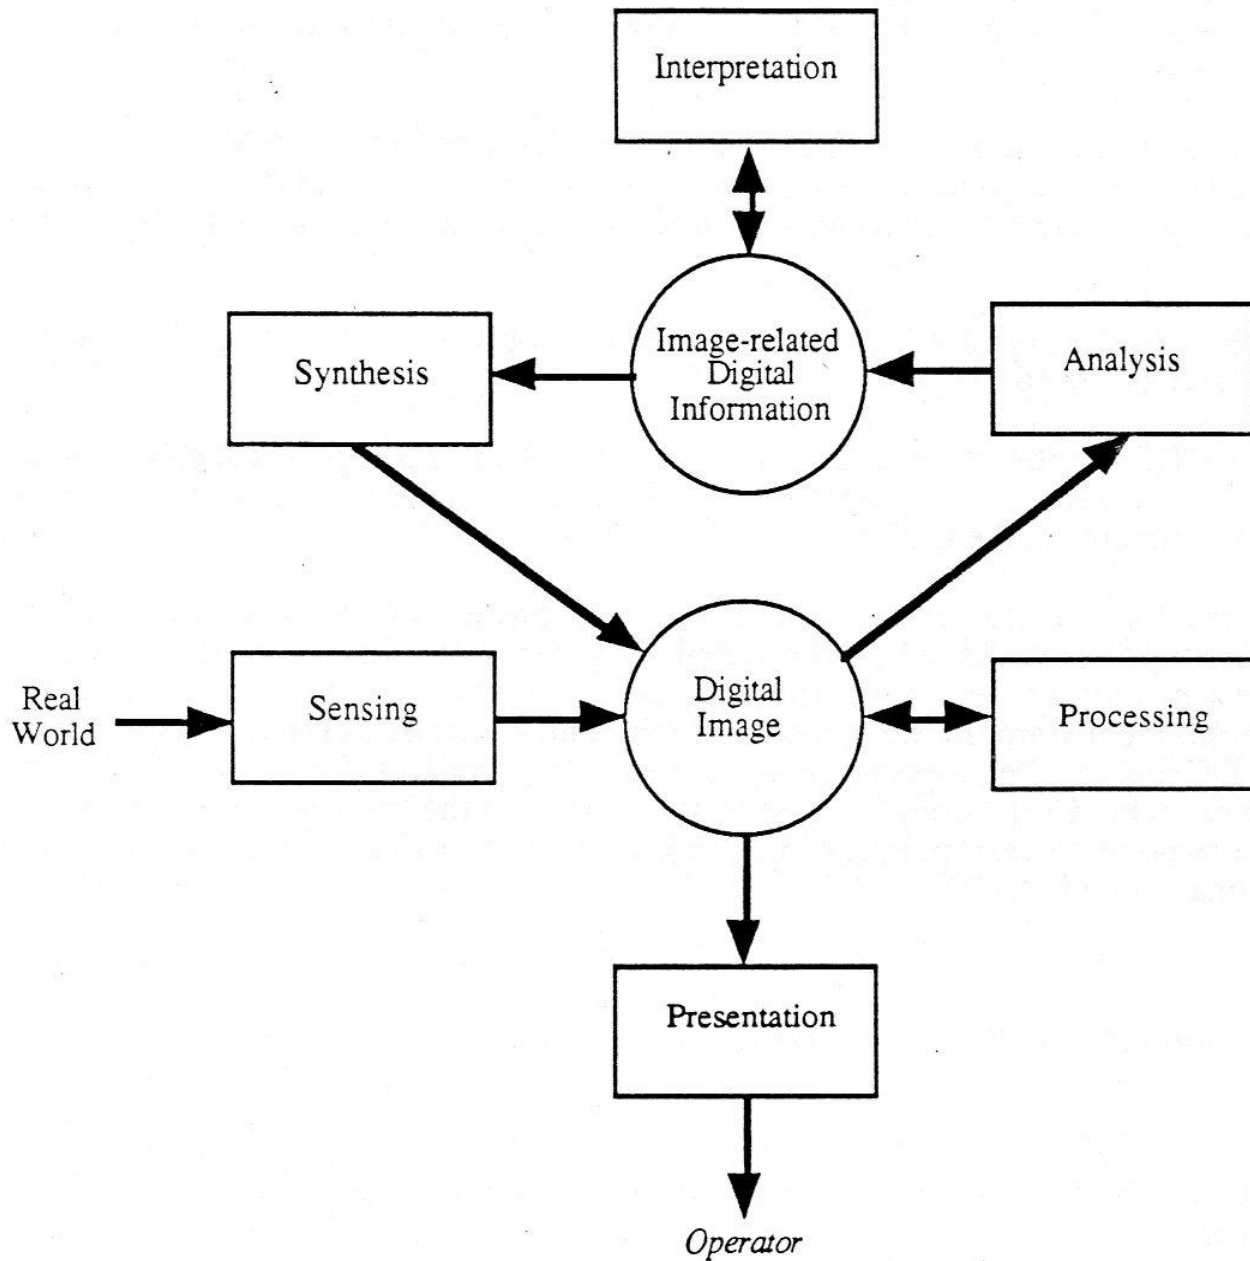 Interpretation
Synthesis
Image-related
Digital
Information
Analysis
Real
World
Sensing
Digital
Image
Processing
Presentation
Operator